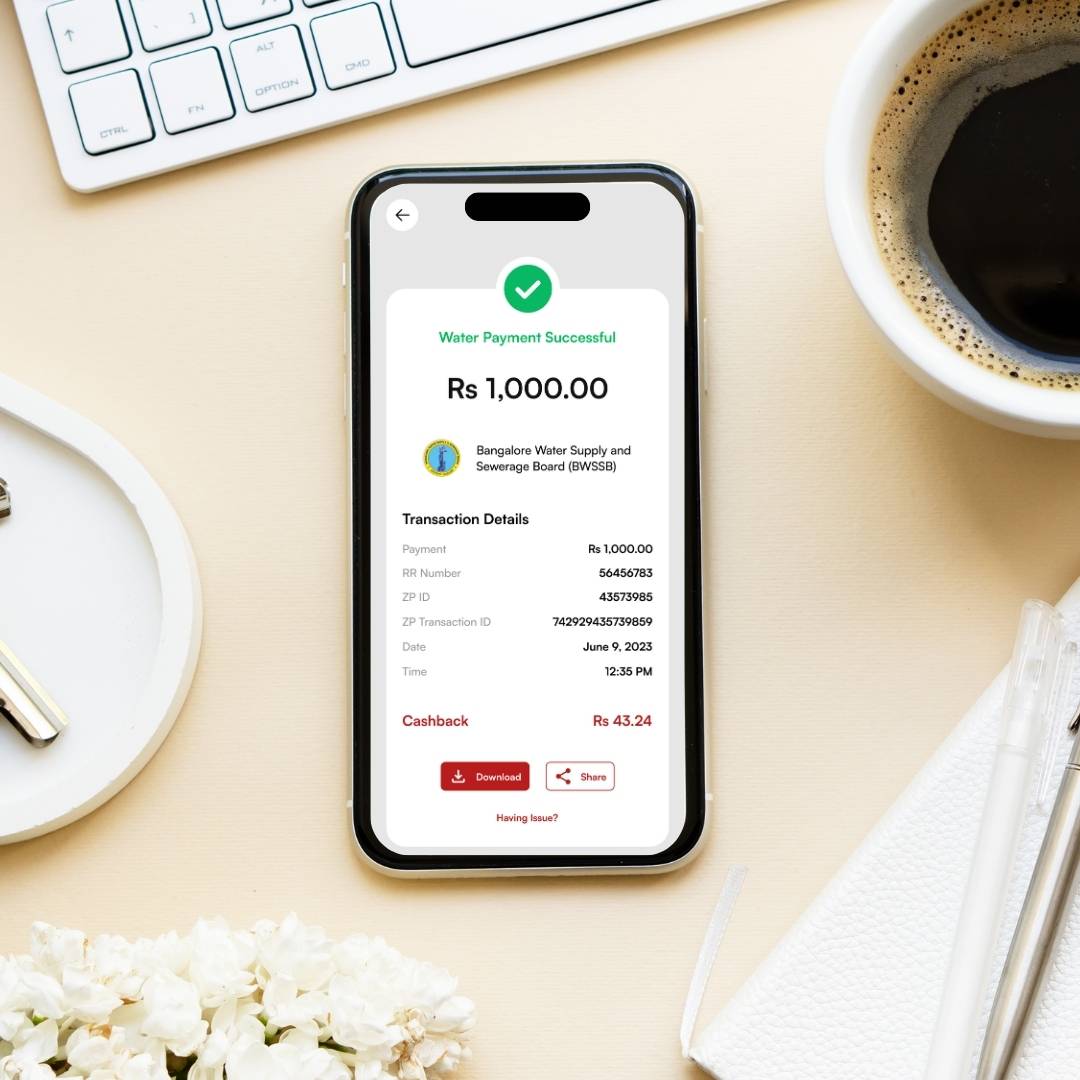 ALT
CTRL
FN
OPTION
CMD
Water Payment Successful
Rs 1,000.00
Bangalore Water Supply and
Sewerage Board (BWSSB)
Transaction Details
Payment Rs 1,000.00
RR Number 56456783
ZP ID 43573985
ZP Transaction ID 742929435739859
Date June 9, 2023
Time 12:35 PM
Cashback Rs 43.24
Download Share
Having Issue?